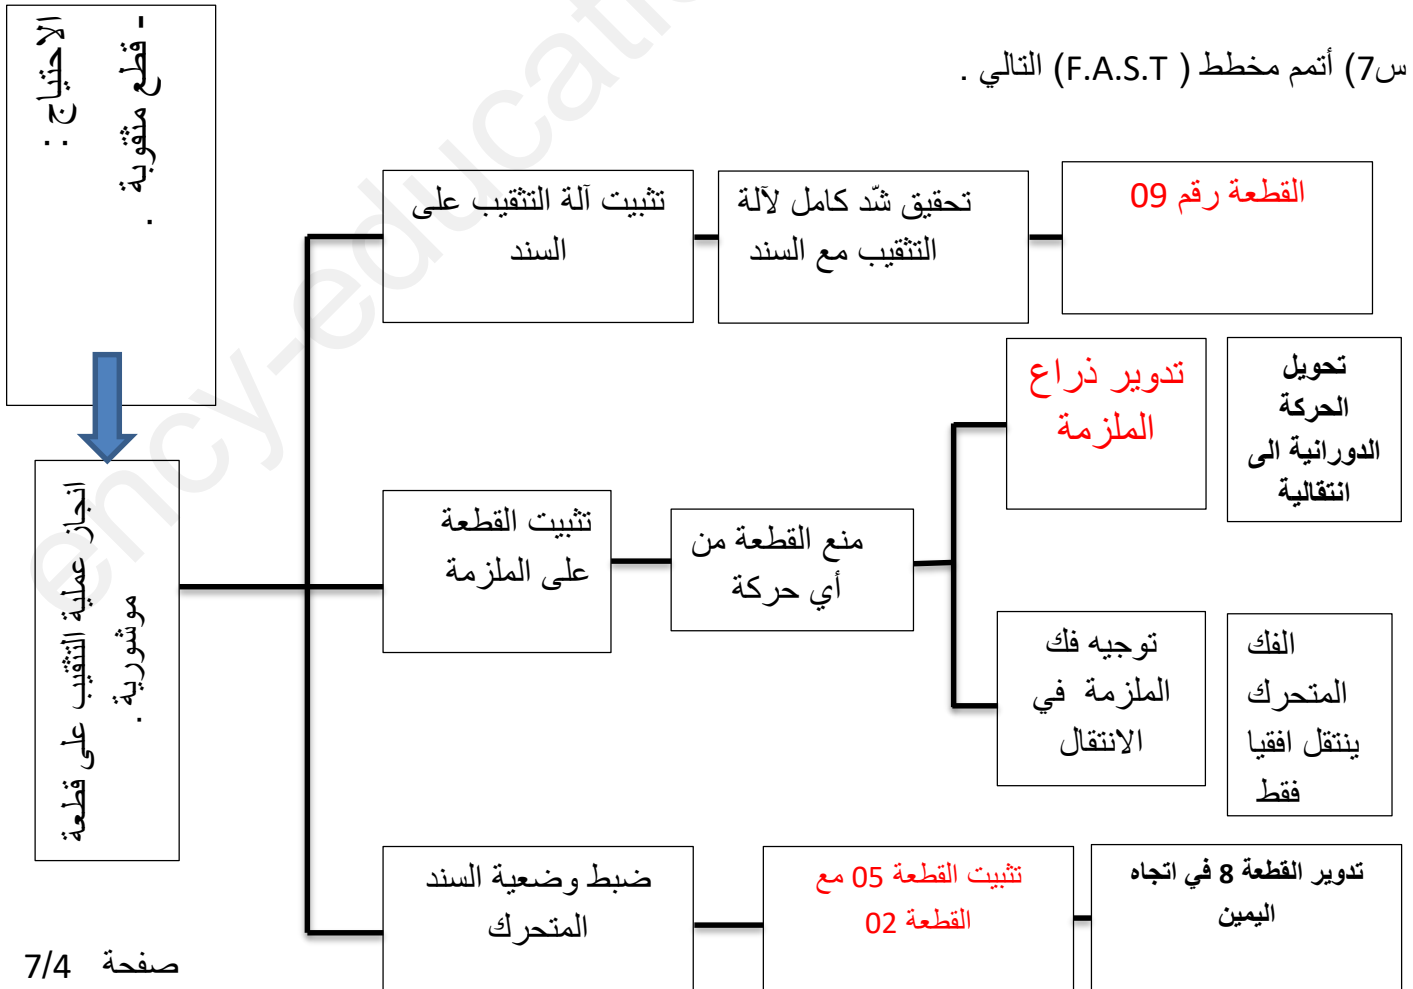 س7) أتمم مخطط ( F.A.S.T) التالي .
الاحتياج :
- قطع مثقوبة .
تثبيت آلة التثقيب على
السند
تحقيق شّد كامل لآلة
التثقيب مع السند
القطعة رقم 09
تدوير ذراع
الملزمة
تحويل
الحركة
الدورانية الى
انتقالية
انجاز عملية التثقيب على قطعة
موشورية .
تثبيت القطعة
على الملزمة
منع القطعة من
أي حركة
توجيه فك
الملزمة في
الانتقال
الفك
المتحرك
ينتقل افقيا
فقط
ضبط وضعية السند
المتحرك
تثبيت القطعة 05 مع
القطعة 02
تدوير القطعة 8 في اتجاه
اليمين
صفحة 7/4
ency-educatio